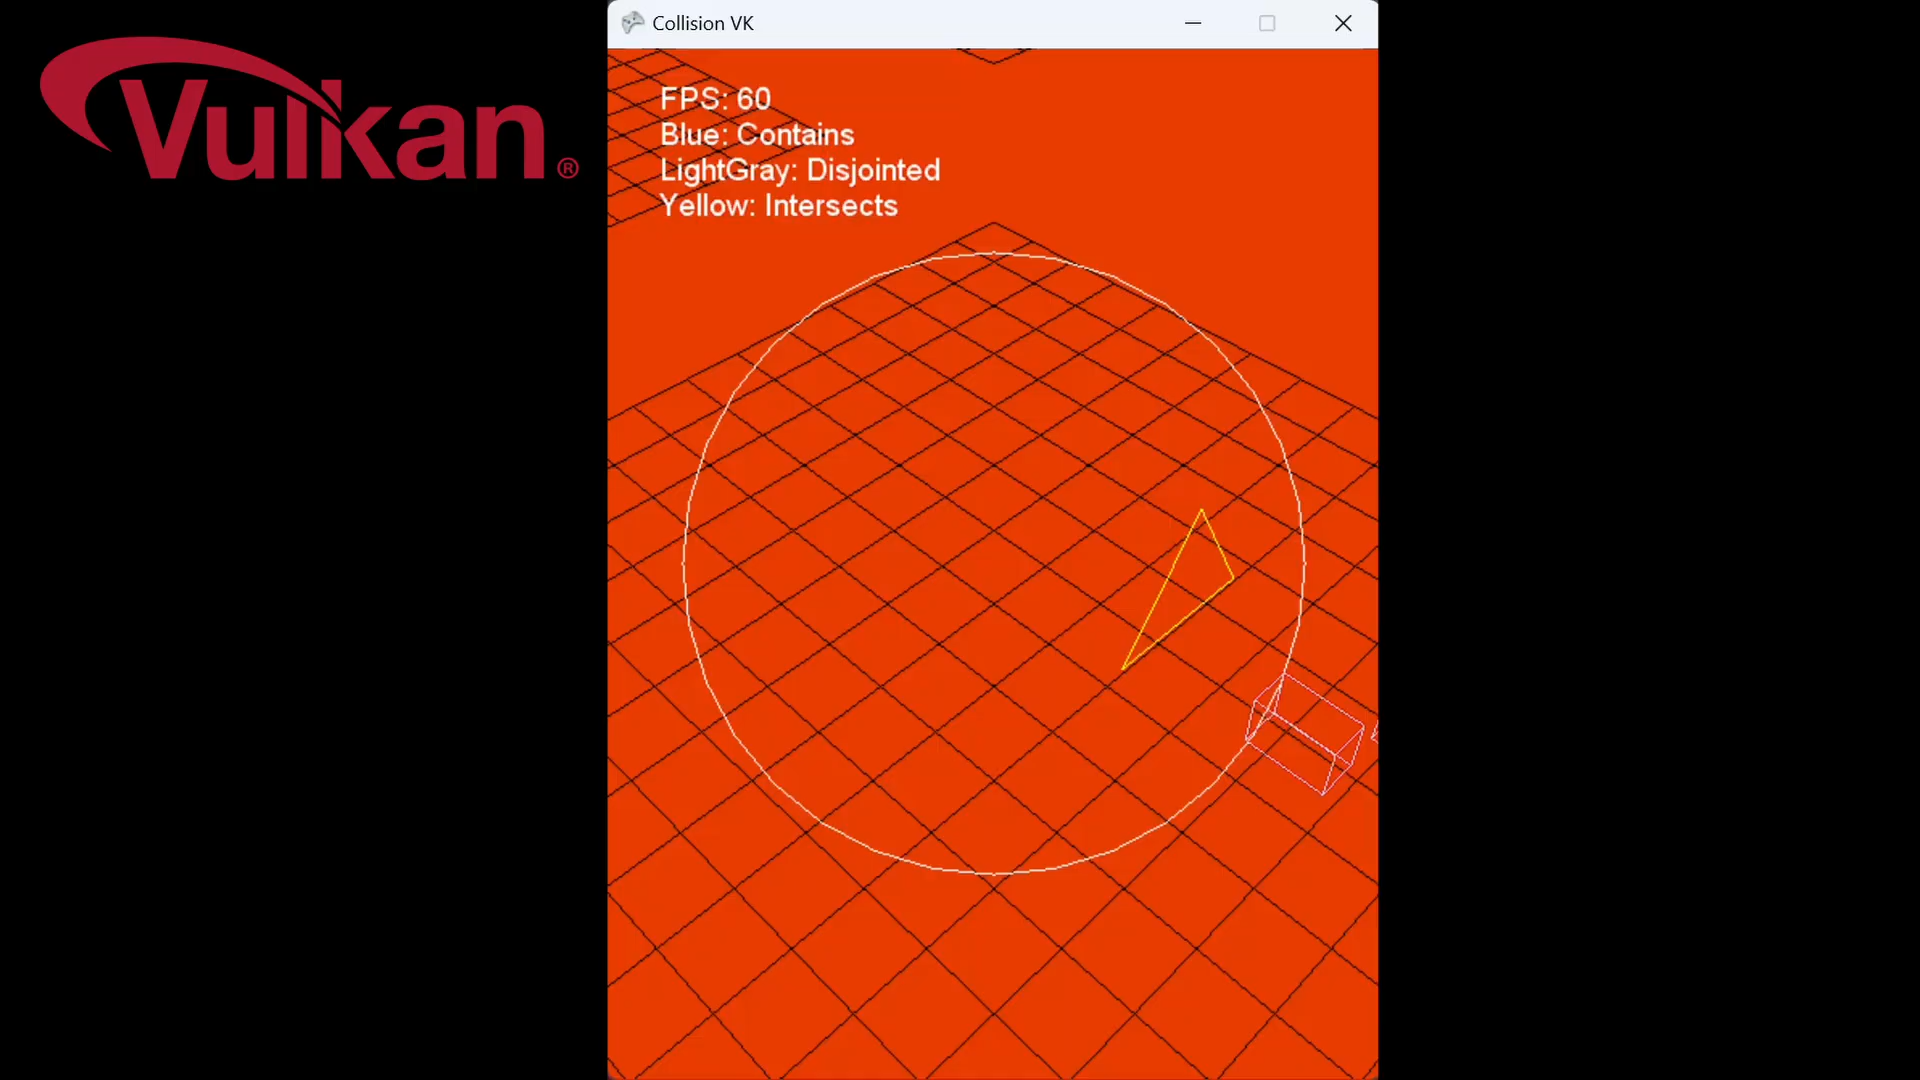 Vulkan®
Collision VK
FPS: 60
Blue: Contains
LightGray: Disjointed
Yellow: Intersects